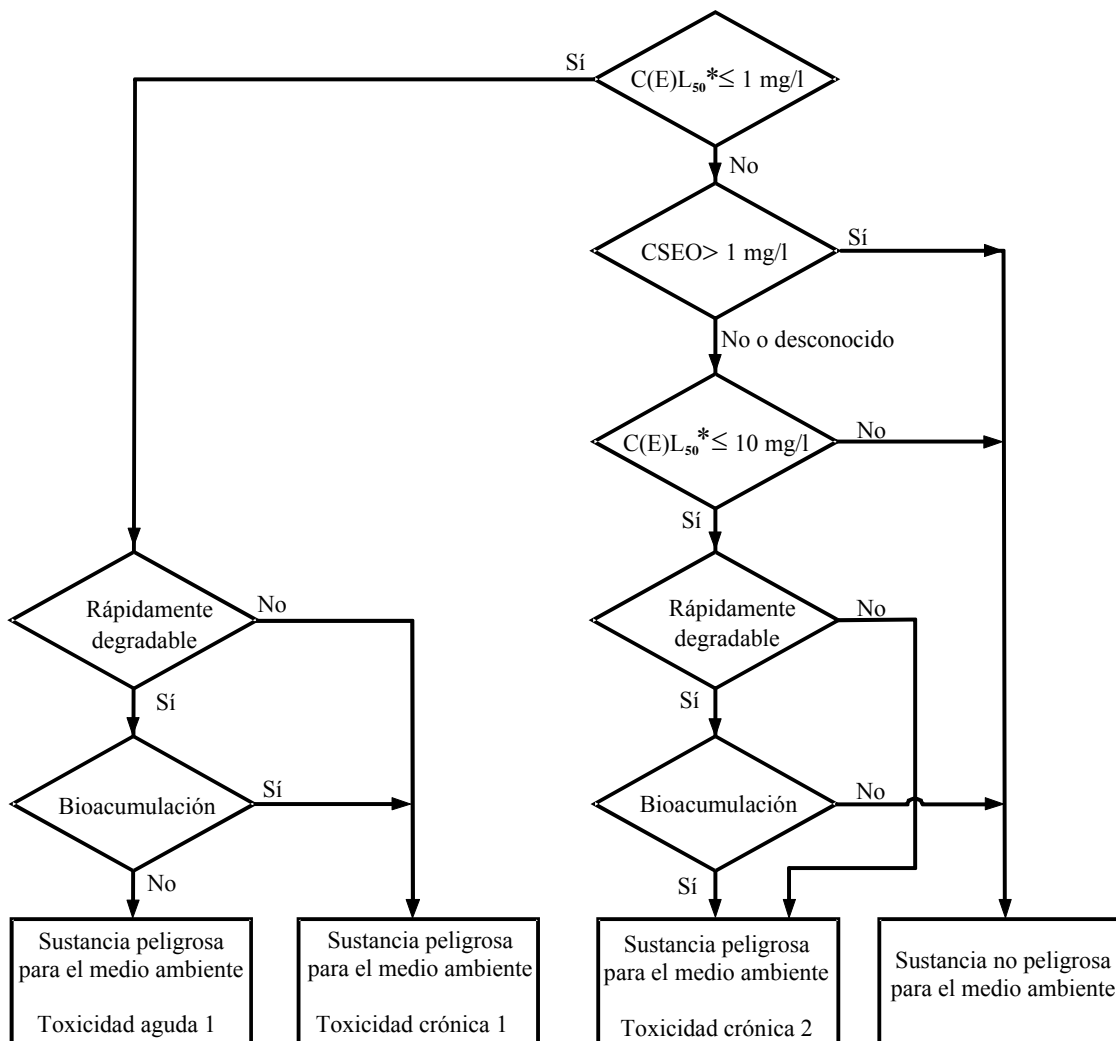 C(E)L50*≤ 1 mg/l
Sí
No
CSEO> 1 mg/l
Sí
No o desconocido
C(E)L50*≤ 10 mg/l
No
Sí
Rápidamente
degradable
No
Sí
Rápidamente
degradable
No
Sí
Bioacumulación
Sí
No
Bioacumulación
No
Sí
Sustancia peligrosa
para el medio ambiente
Toxicidad aguda 1
Sustancia peligrosa
para el medio ambiente
Toxicidad crónica 1
Sustancia peligrosa
para el medio ambiente
Toxicidad crónica 2
Sustancia no peligrosa
para el medio ambiente